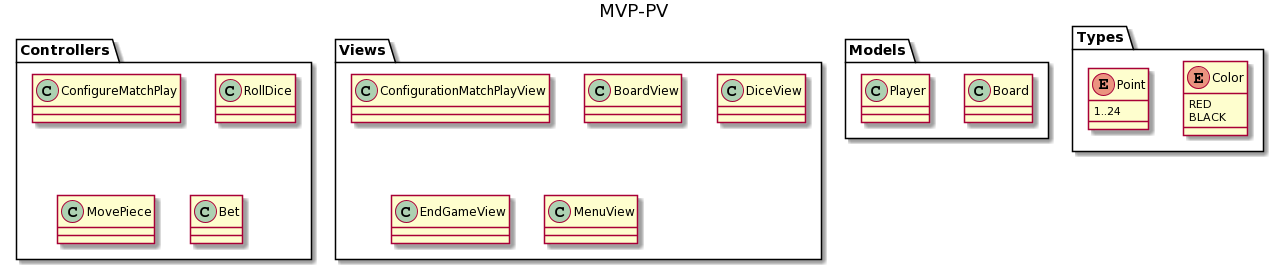 MVP-PV
Controllers
C ConfigureMatchPlay
C RollDice
C MovePiece
C Bet
Views
C ConfigurationMatchPlayView
C BoardView
C DiceView
C EndGameView
C MenuView
Models
C Player
C Board
Types
E Point
1..24
E Color
RED
BLACK